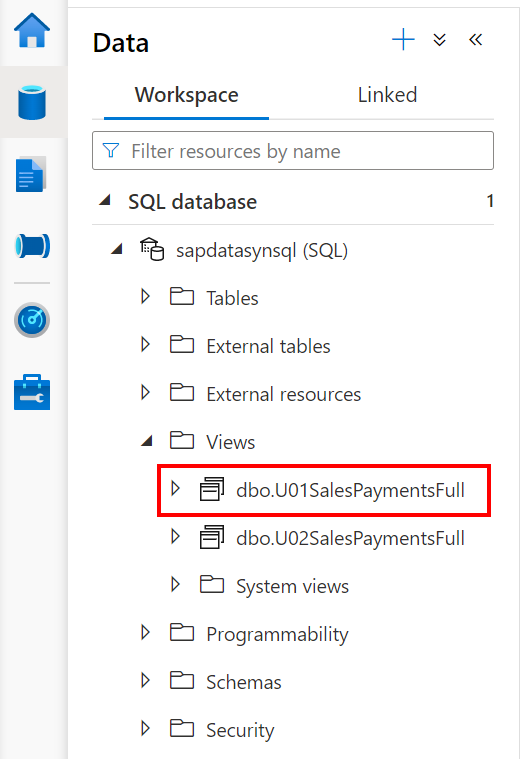 Data
Workspace Linked
Filter resources by name
SQL database 1
sapdatasynsql (SQL)
Tables
External tables
External resources
Views
dbo.U01SalesPaymentsFull
dbo.U02SalesPaymentsFull
System views
Programmability
Schemas
Security